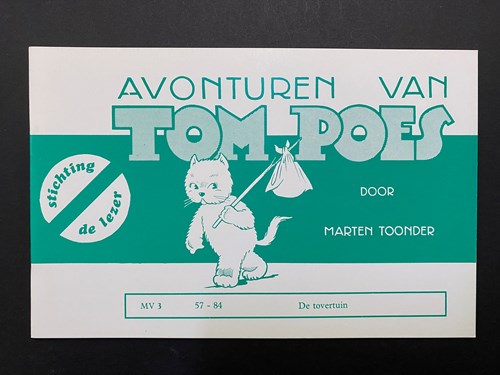 AVONTUREN VAN
TOM POES
stichting
de lezer
DOOR
MARTEN TOONDER
MV 3 57 - 84 De tovertuin